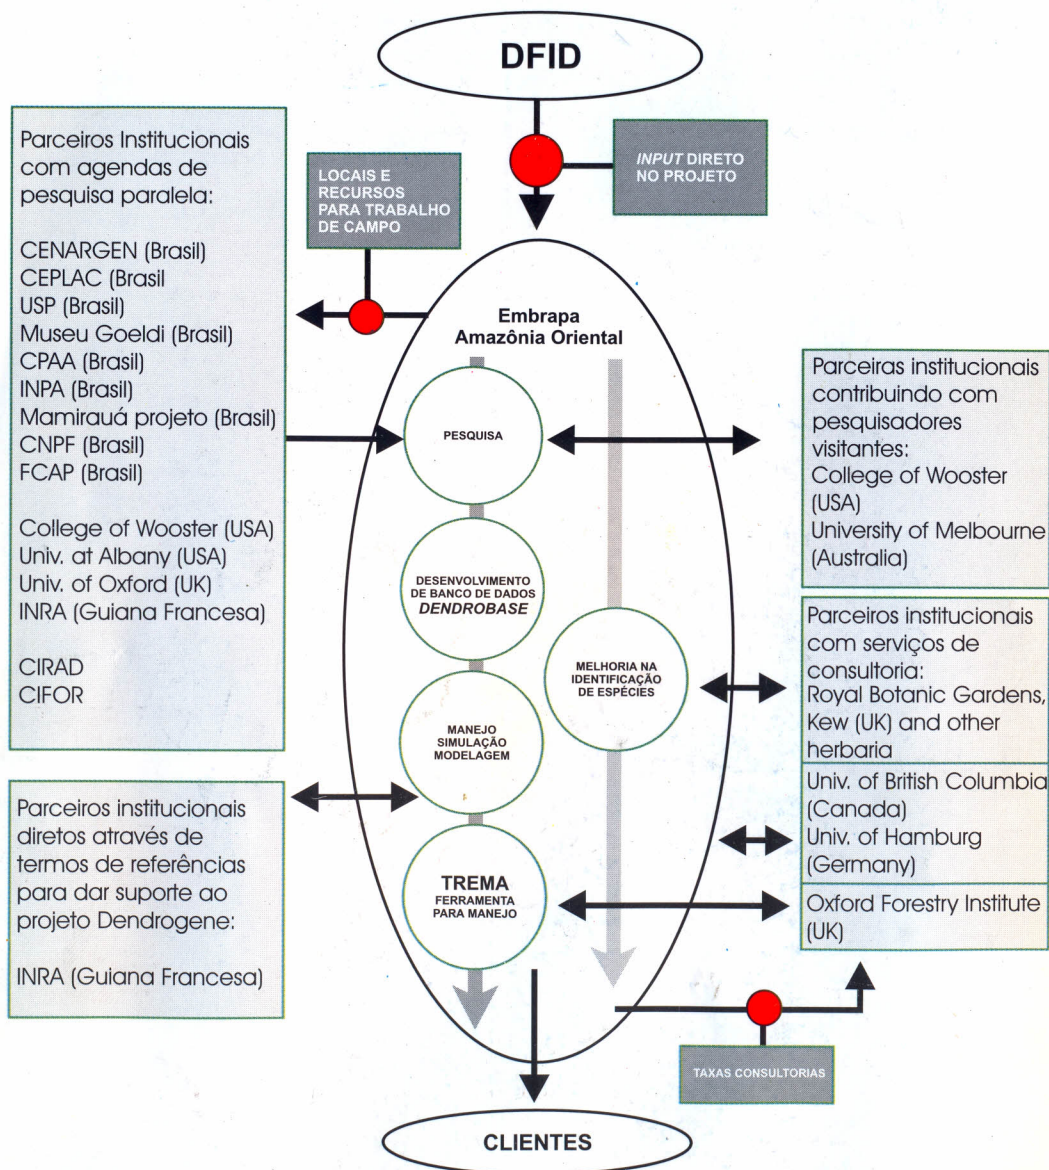 DFID
INPUT DIRETO
NO PROJETO
LOCAIS E
RECURSOS
PARA TRABALHO
DE CAMPO
Parceiros Institucionais
com agendas de
pesquisa paralela:
CENARGEN (Brasil)
CEPLAC (Brasil
USP (Brasil)
Museu Goeldi (Brasil)
CPAA (Brasil)
INPA (Brasil)
Mamirauá projeto (Brasil)
CNPF (Brasil)
FCAP (Brasil)
College of Wooster (USA)
Univ. at Albany (USA)
Univ. of Oxford (UK)
INRA (Guiana Francesa)
CIRAD
CIFOR
Parceiros institucionais
diretos através de
termos de referências
para dar suporte ao
projeto Dendrogene:
INRA (Guiana Francesa)
Embrapa
Amazônia Oriental
PESQUISA
DESENVOLVIMENTO
DE BANCO DE DADOS
DENDROBASE
MELHORIA NA
IDENTIFICAÇÃO
DE ESPÉCIES
MANEJO
SIMULAÇÃO
MODELAGEM
TREMA
FERRAMENTA
PARA MANEJO
Parceiras institucionais
contribuindo com
pesquisadores
visitantes:
College of Wooster
(USA)
University of Melbourne
(Australia)
Parceiros institucionais
com serviços de
consultoria:
Royal Botanic Gardens,
Kew (UK) and other
herbaria
Univ. of British Columbia
(Canada)
Univ. of Hamburg
(Germany)
Oxford Forestry Institute
(UK)
TAXAS CONSULTORIAS
CLIENTES